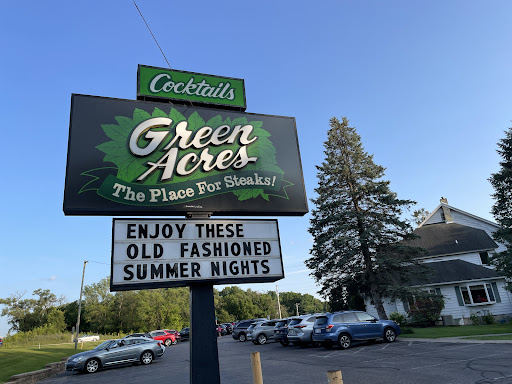 Cocktails
Green
Acres
The Place For Steaks!
ENJOY THESE
OLD FASHIONED
SUMMER NIGHTS